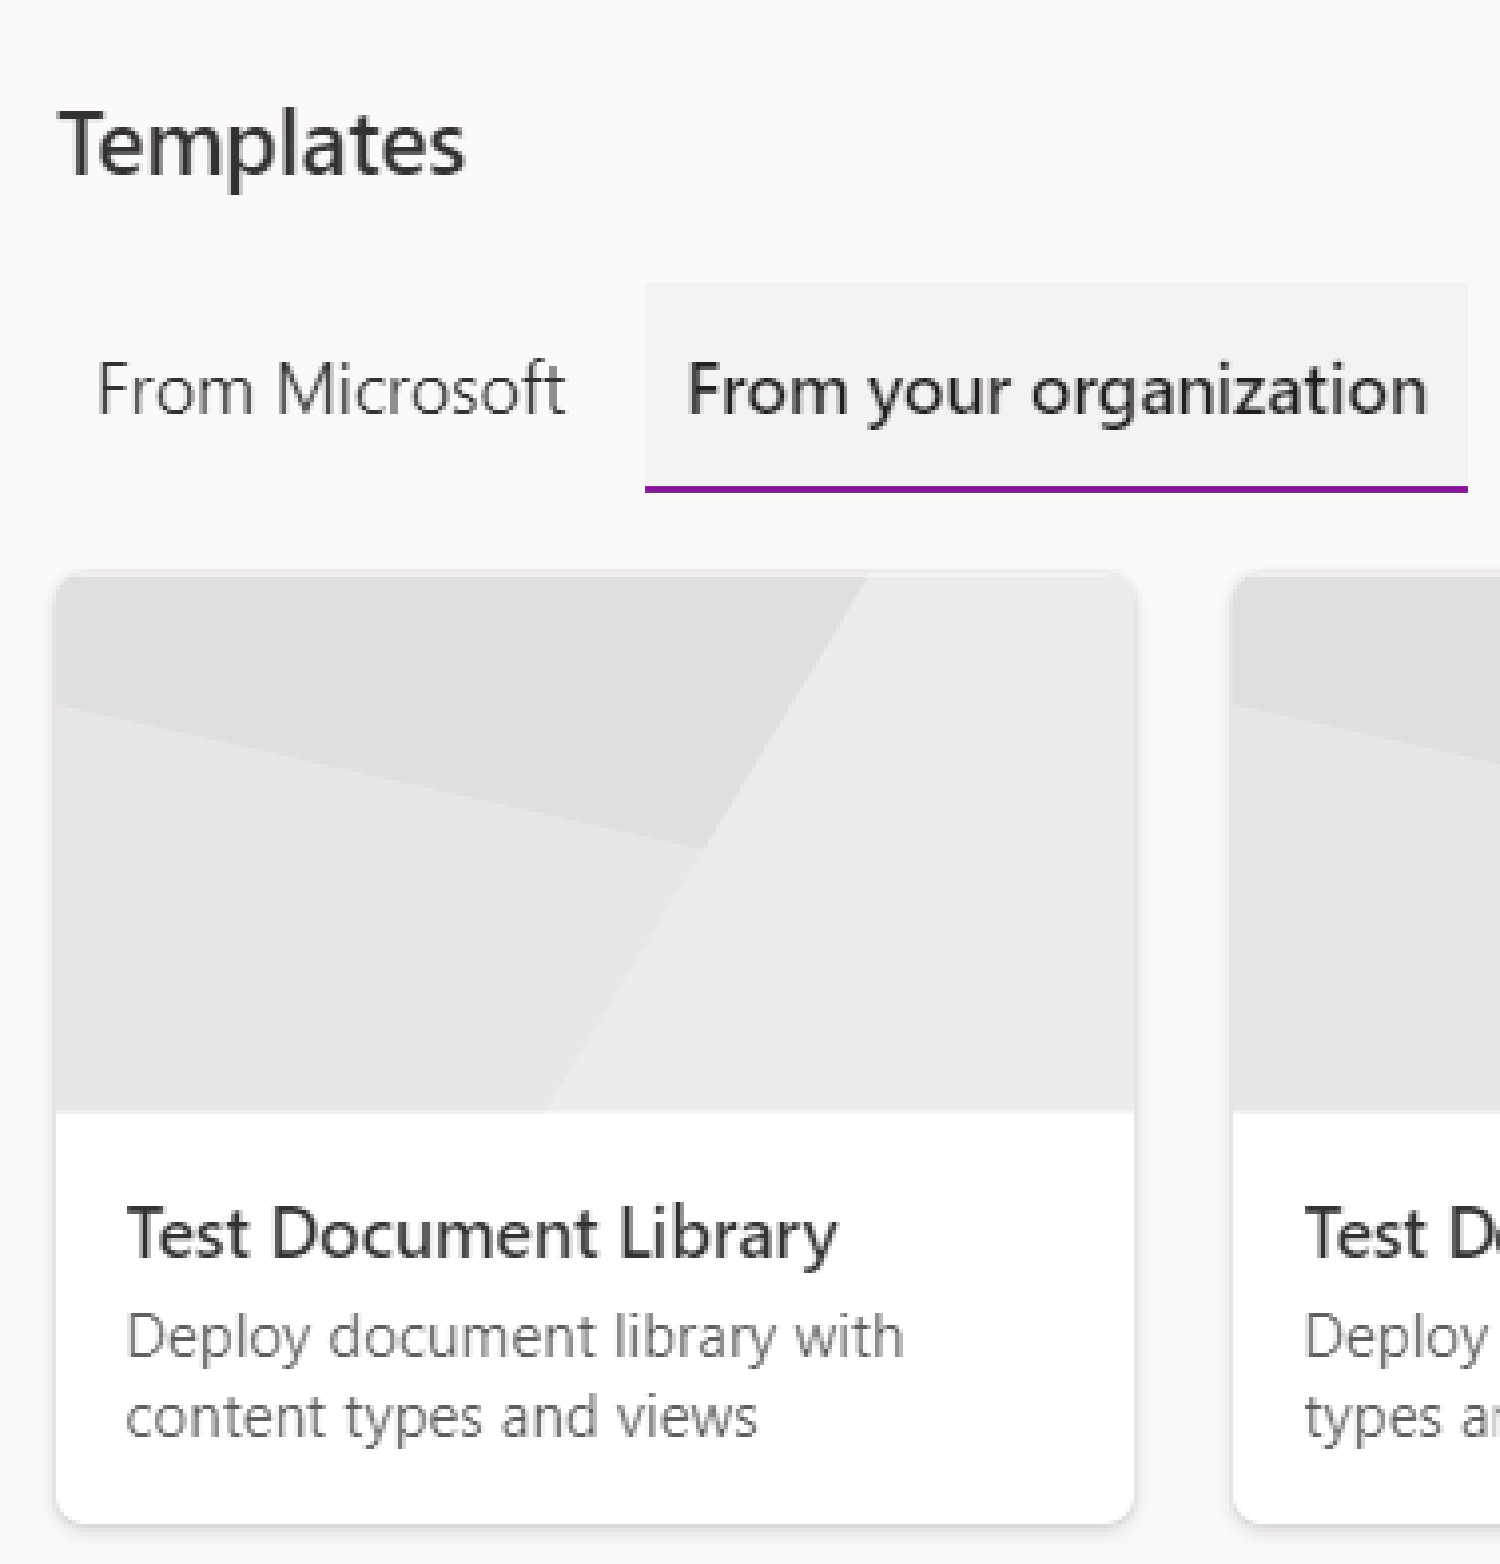 Templates
From Microsoft
From your organization
Test Document Library
Deploy document library with
content types and views
Test
Deploy
types